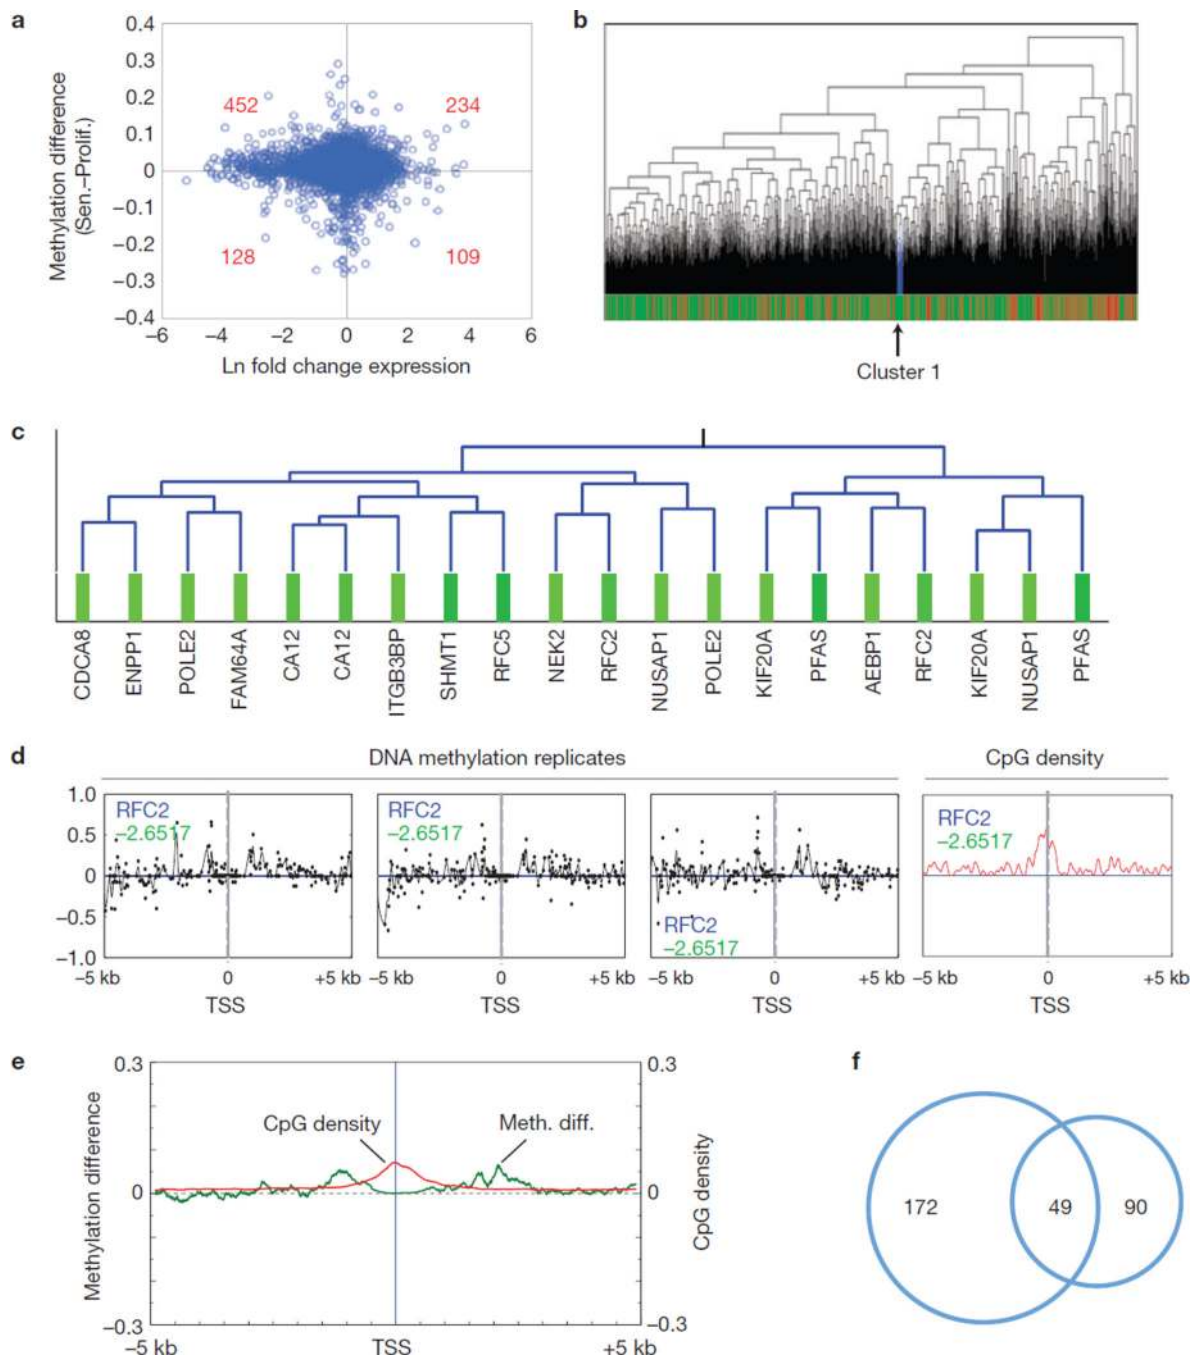 a
0.4
0.3
0.2
0.1
0
−0.1
−0.2
−0.3
−0.4
Methylation difference
(Sen.–Prolif.)
452
234
128
109
−6
−4
−2
0
2
4
6
Ln fold change expression
b
Cluster 1
c
CDCA8
ENPP1
POLE2
FAM64A
CA12
CA12
ITGB3BP
SHMT1
RFC5
NEK2
RFC2
NUSAP1
POLE2
KIF20A
PFAS
AEBP1
RFC2
KIF20A
NUSAP1
PFAS
d
DNA methylation replicates
CpG density
1.0
0.5
0
−0.5
−1.0
RFC2
−2.6517
−5 kb
0
+5 kb
TSS
RFC2
−2.6517
−5 kb
0
+5 kb
TSS
RFC2
−2.6517
−5 kb
0
+5 kb
TSS
RFC2
−2.6517
−5 kb
0
+5 kb
TSS
e
0.3
0
−0.3
Methylation difference
CpG density
Meth. diff.
0.3
0
−0.3
CpG density
−5 kb
TSS
+5 kb
f
172
49
90